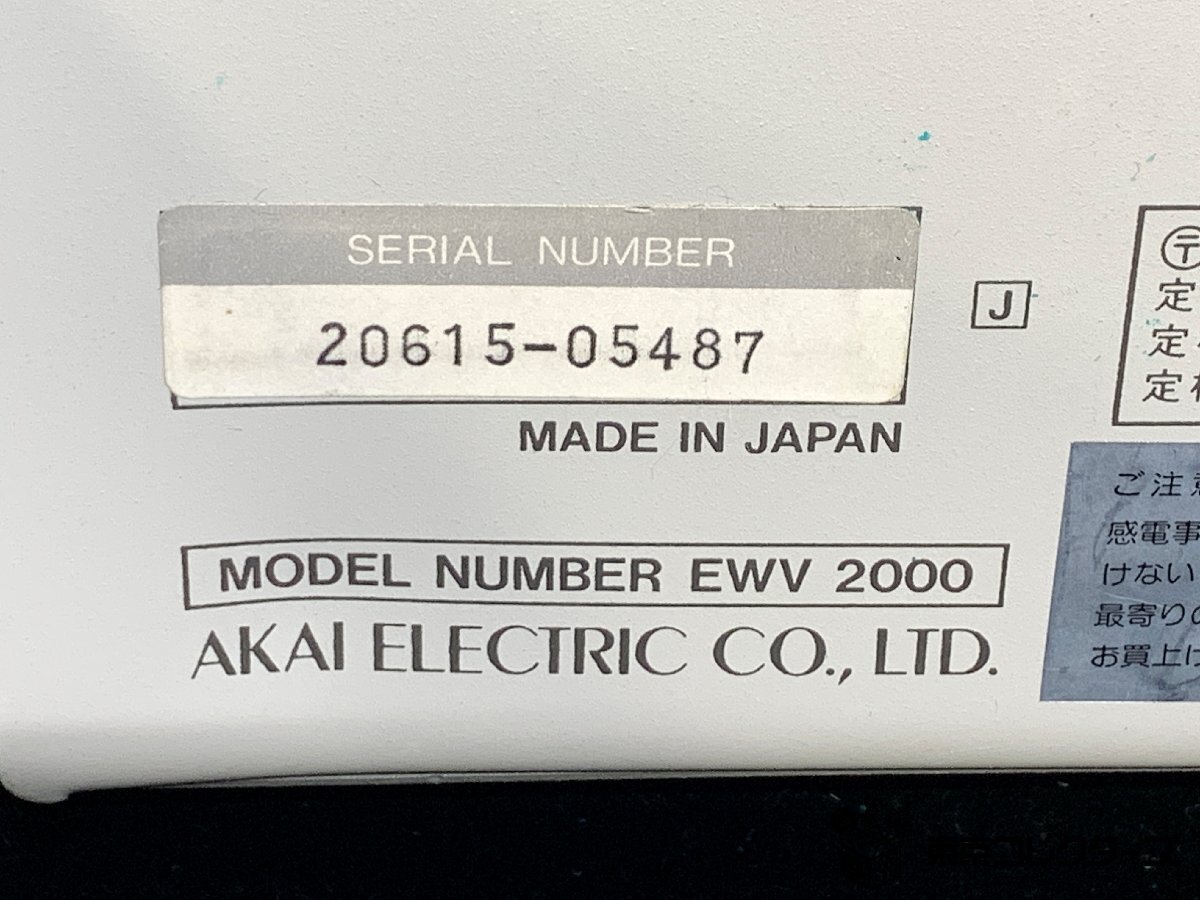 SERIAL NUMBER
20615-05487
J
MADE IN JAPAN
MODEL NUMBER EWV 2000
AKAI ELECTRIC CO., LTD.
〒
定
定
定
ご注意
感電事
けない
最寄りの
お買上げ